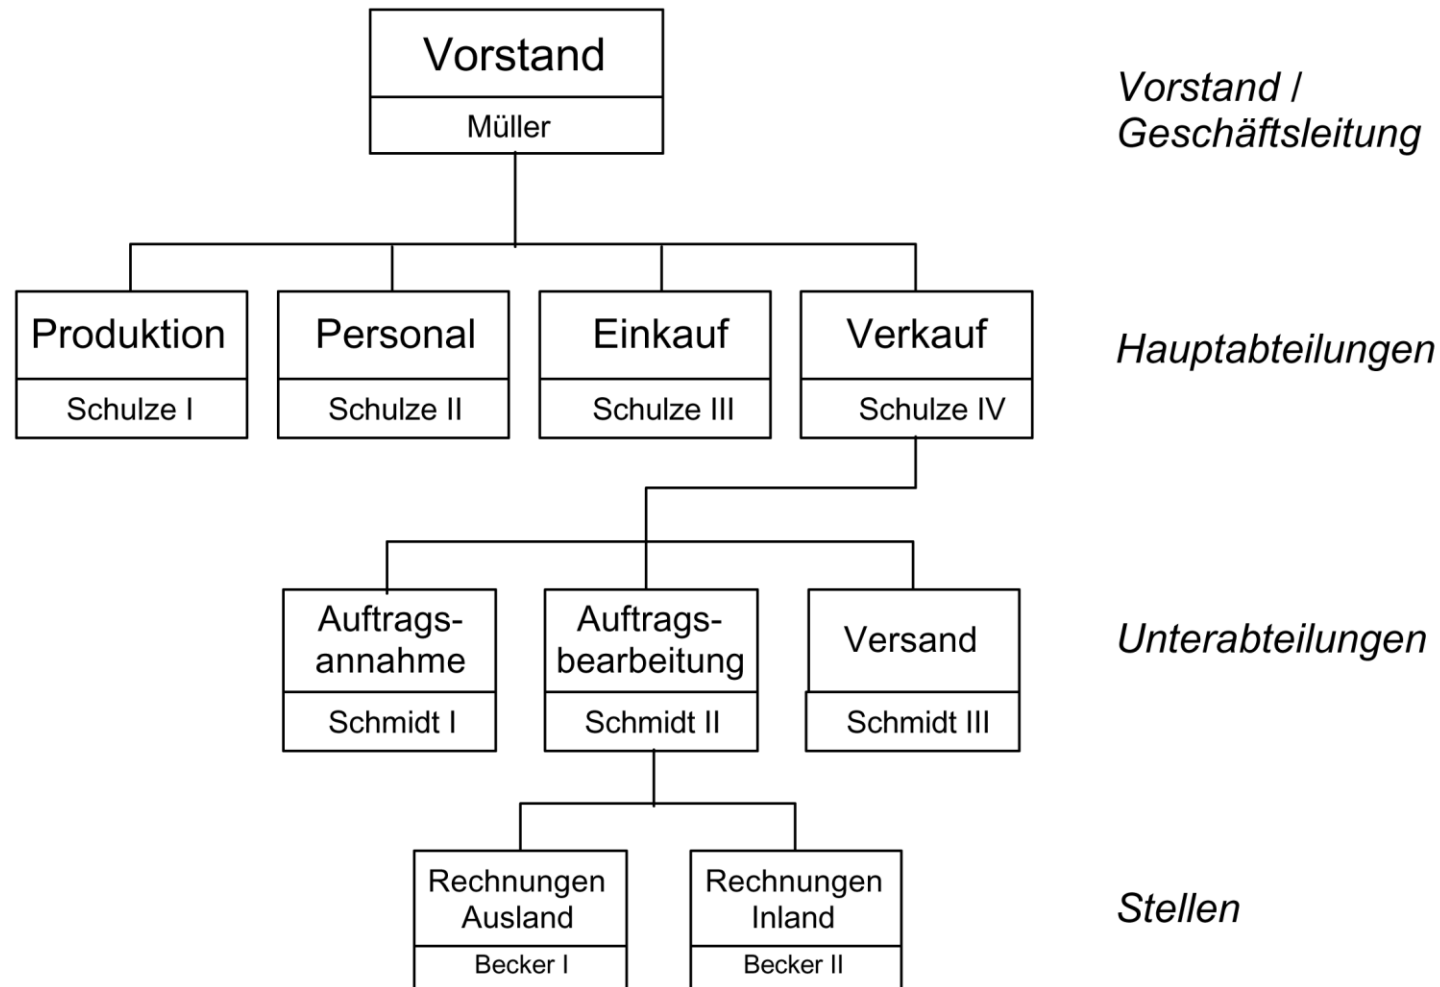 Vorstand
Müller
Vorstand /
Geschäftsleitung
Produktion
Schulze I
Personal
Schulze II
Einkauf
Schulze III
Verkauf
Schulze IV
Hauptabteilungen
Auftrags-
annahme
Schmidt I
Auftrags-
bearbeitung
Schmidt II
Versand
Schmidt III
Unterabteilungen
Rechnungen
Ausland
Becker I
Rechnungen
Inland
Becker II
Stellen